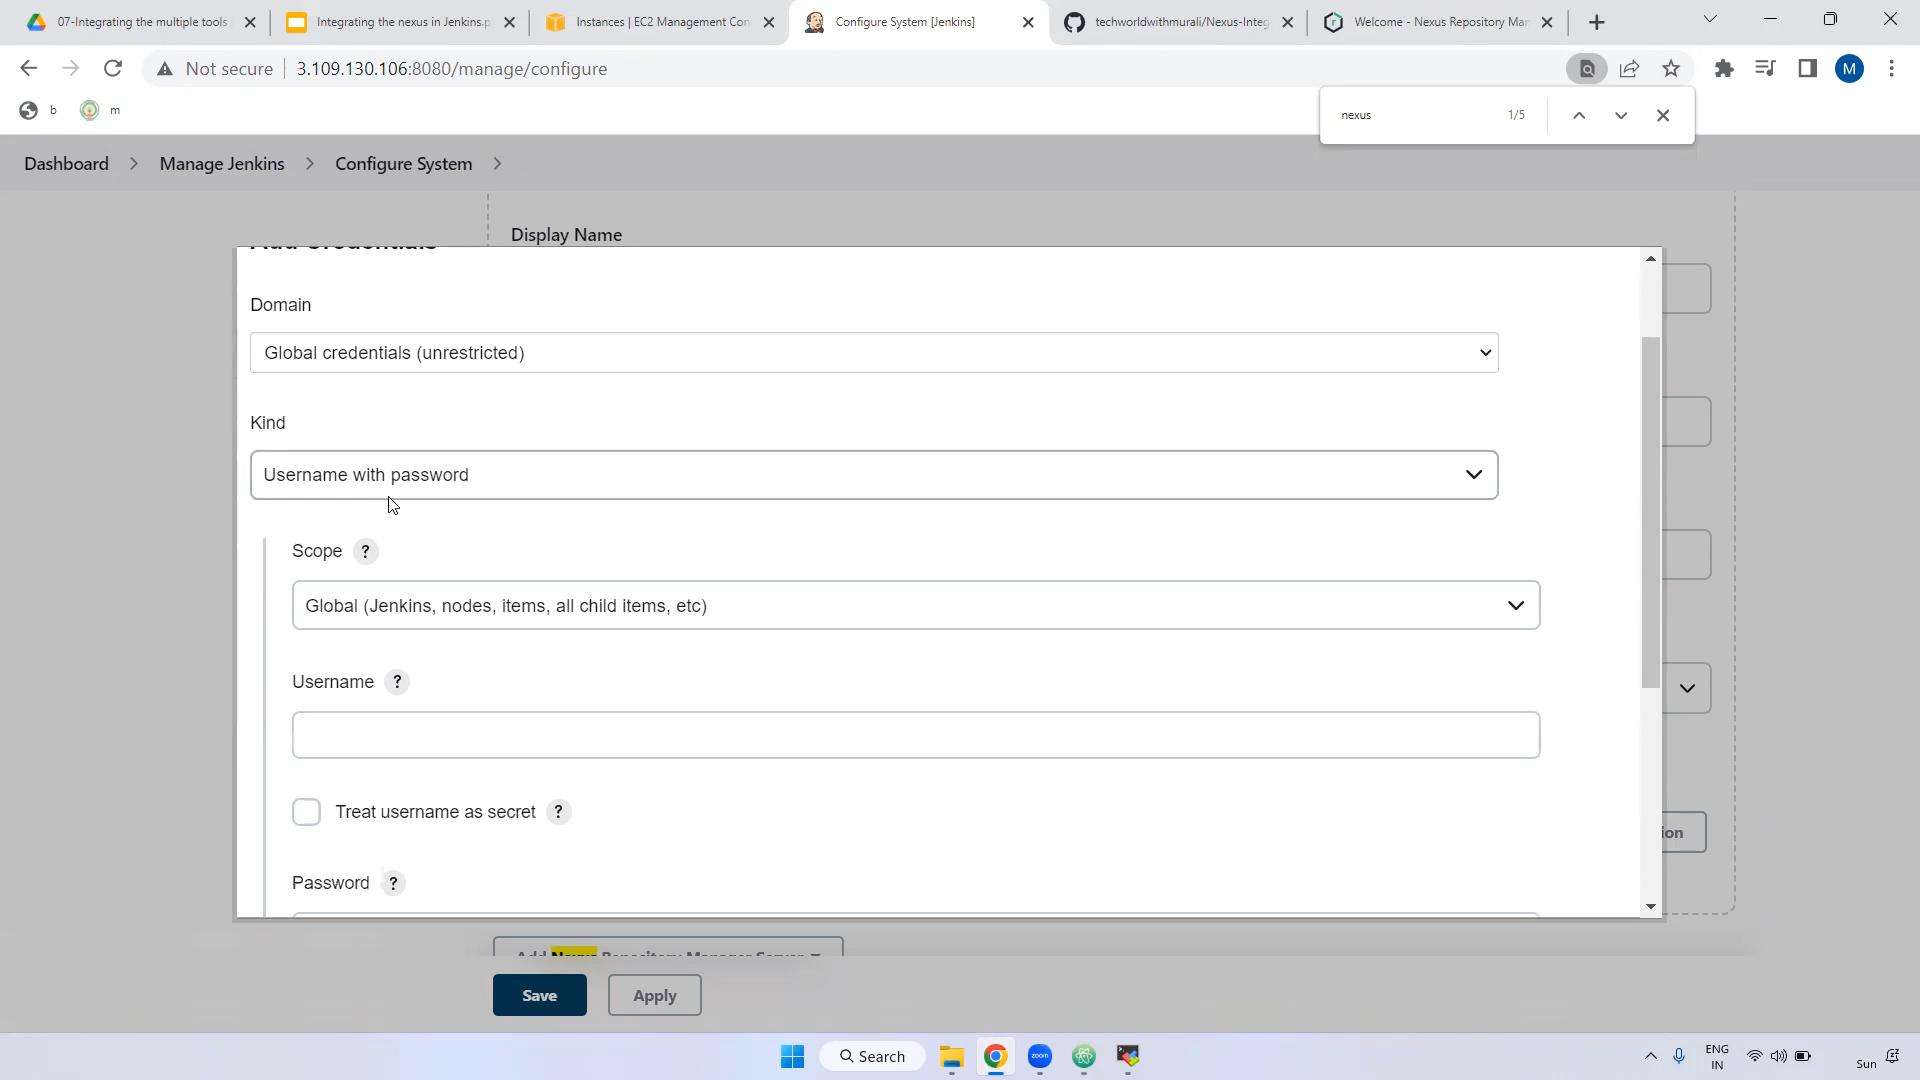 07-Integrating the multiple tools
Integrating the nexus in Jenkins.p
Instances | EC2 Management Con
Configure System [Jenkins]
techworldwithmurali/Nexus-Integ
Welcome - Nexus Repository Man
Not secure
3.109.130.106:8080/manage/configure
M
b
m
nexus
1/5
Dashboard
Manage Jenkins
Configure System
Display Name
Add Credentials
Domain
Global credentials (unrestricted)
Kind
Username with password
Scope ?
Global (Jenkins, nodes, items, all child items, etc)
Username ?
Treat username as secret ?
ion
Password ?
Add Nexus Repository Manager Server
Save
Apply
Search
zoom
ENG
IN
Sun